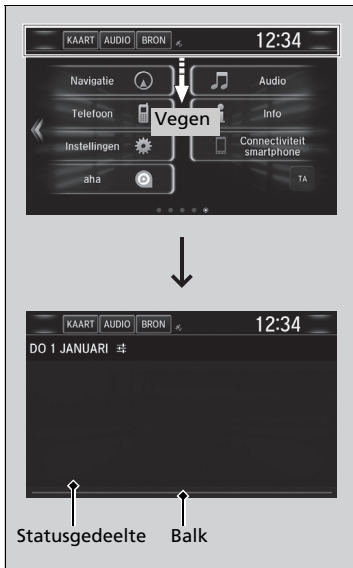 KAART AUDIO BRON 12:34
Navigatie Audio
Telefoon Info
Vegen
Instellingen Connectiviteit smartphone
aha TA
KAART AUDIO BRON 12:34
DO 1 JANUARI
Statusgedeelte Balk